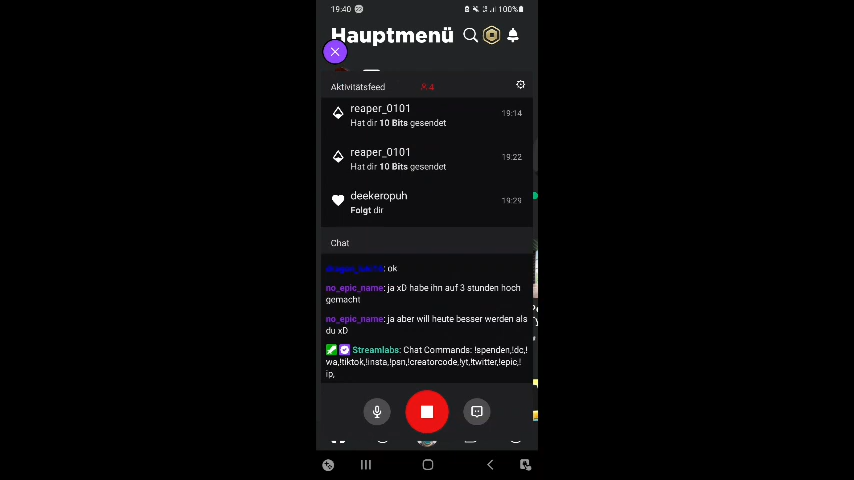 19:40
100%
Hauptmenü
Aktivitätsfeed
4
reaper_0101
Hat dir 10 Bits gesendet
19:14
reaper_0101
Hat dir 10 Bits gesendet
19:22
deekeropuh
Folgt dir
19:29
Chat
: ok
no_epic_name: ja xD habe ihn auf 3 stunden hoch
gemacht
no_epic_name: ja aber will heute besser werden als
du xD
Streamlabs: Chat Commands: !spenden,!dc,!
wa,!tiktok,!insta,!psn,!creatorcode,!yt,!twitter,!epic,!
ip,